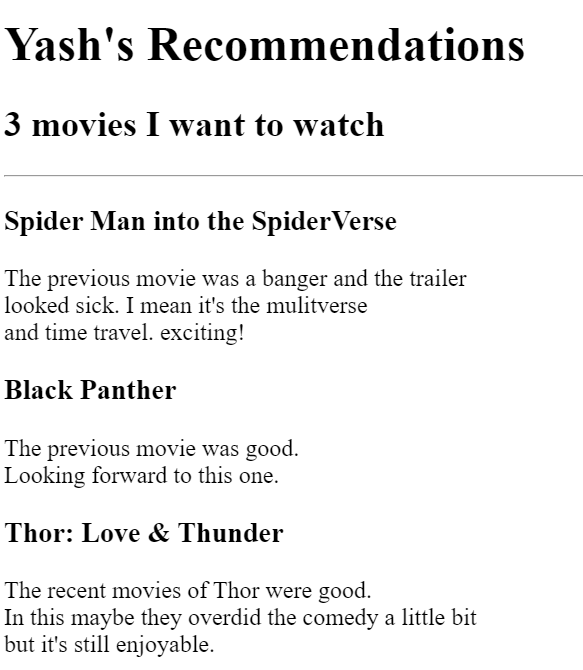 Yash's Recommendations
3 movies I want to watch
Spider Man into the SpiderVerse
The previous movie was a banger and the trailer
looked sick. I mean it's the mulitverse
and time travel. exciting!
Black Panther
The previous movie was good.
Looking forward to this one.
Thor: Love & Thunder
The recent movies of Thor were good.
In this maybe they overdid the comedy a little bit
but it's still enjoyable.